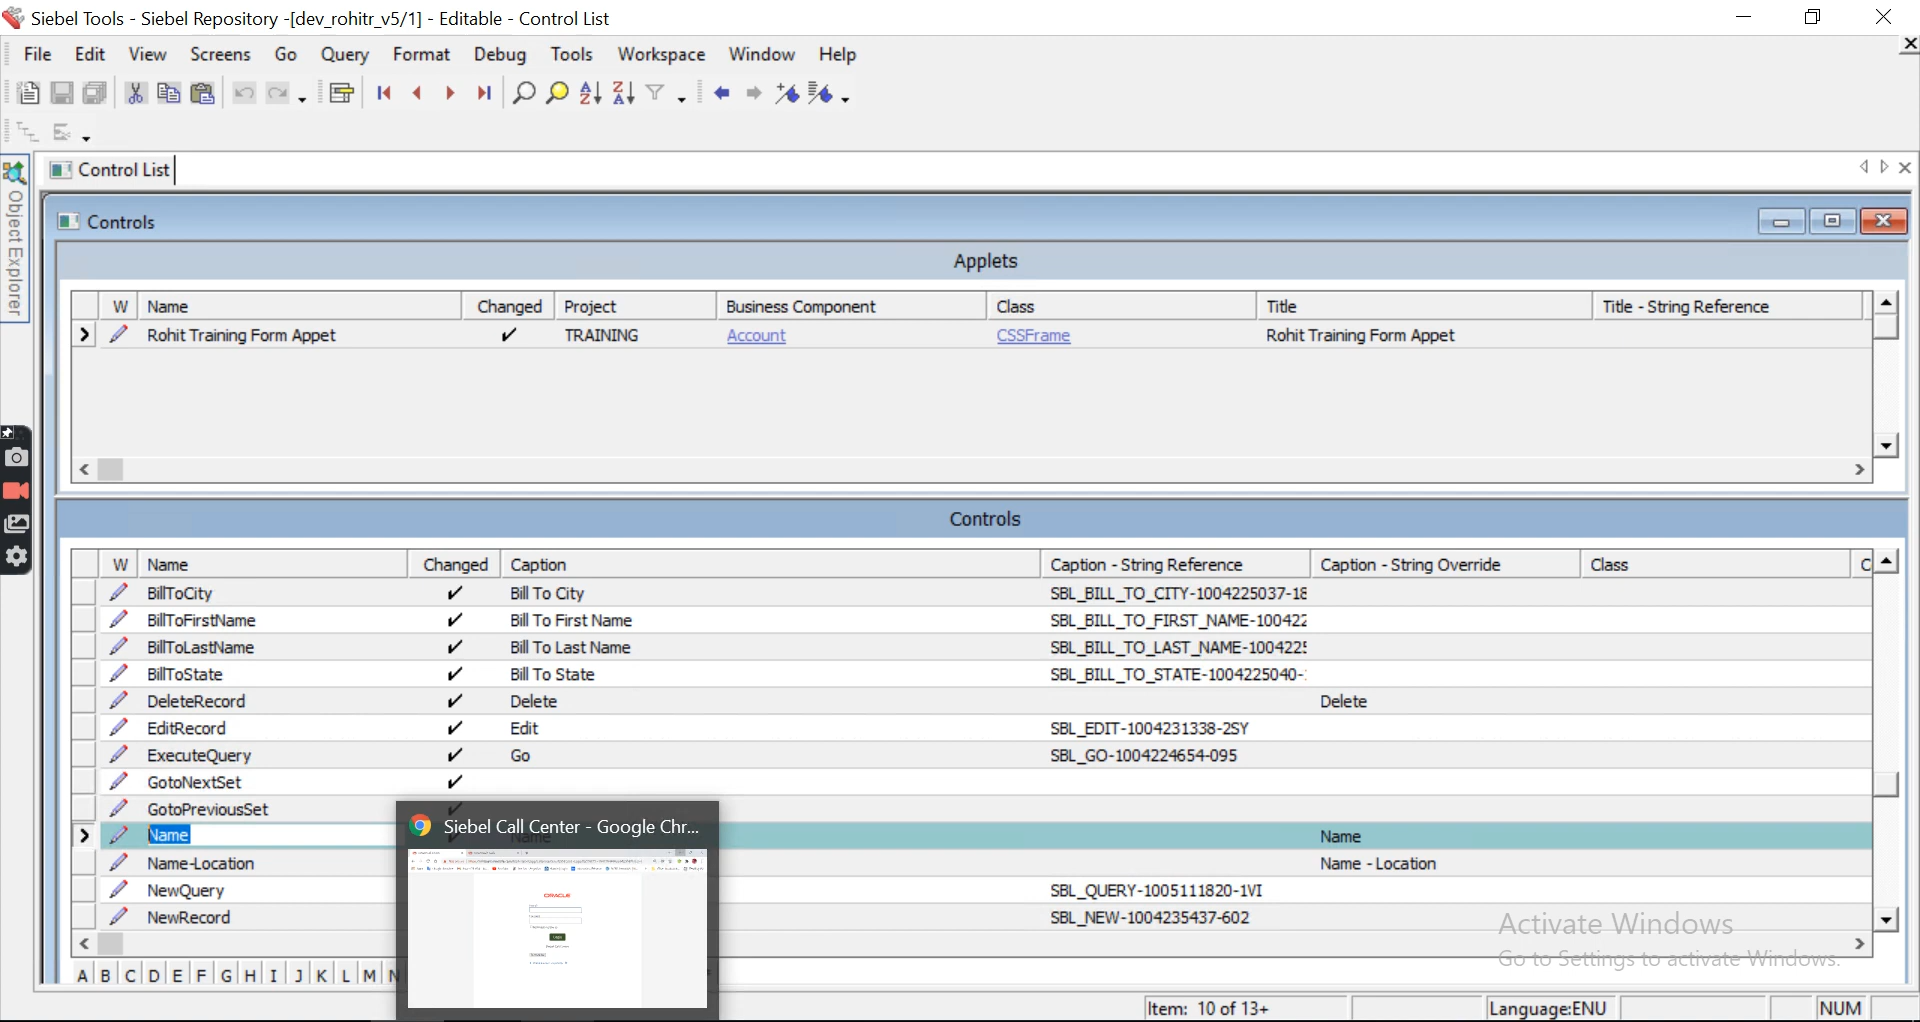 Siebel Tools - Siebel Repository -[dev_rohitr_v5/1] - Editable - Control List
File Edit View Screens Go Query Format Debug Tools Workspace Window Help
Control List
Object Explorer
Controls
Applets
W Name Changed Project Business Component Class Title Title - String Reference
Rohit Training Form Appet TRAINING Account CSSFrame Rohit Training Form Appet
Controls
W Name Changed Caption Caption - String Reference Caption - String Override Class C
BillToCity Bill To City SBL_BILL_TO_CITY-1004225037-18
BillToFirstName Bill To First Name SBL_BILL_TO_FIRST_NAME-100422
BillToLastName Bill To Last Name SBL_BILL_TO_LAST_NAME-100422
BillToState Bill To State SBL_BILL_TO_STATE-1004225040-
DeleteRecord Delete Delete
EditRecord Edit SBL_EDIT-1004231338-2SY
ExecuteQuery Go SBL_GO-1004224654-095
GotoNextSet
GotoPreviousSet
Name Name Name
Name-Location Name - Location
NewQuery SBL_QUERY-1005111820-1VI
NewRecord SBL_NEW-1004235437-602
Siebel Call Center - Google Chr...
ORACLE
A B C D E F G H I J K L M N
Activate Windows
Go to Settings to activate Windows.
Item: 10 of 13+ Language:ENU NUM